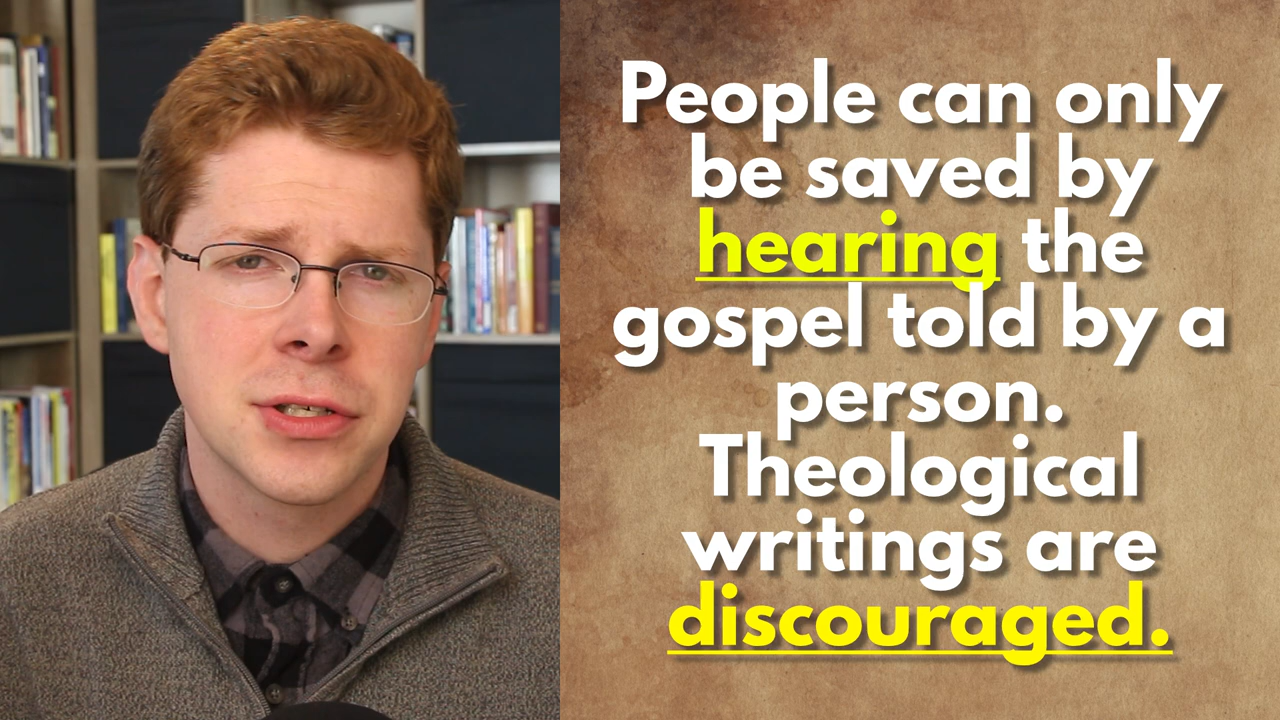 People can only
be saved by
hearing the
gospel told by a
person.
Theological
writings are
discouraged.